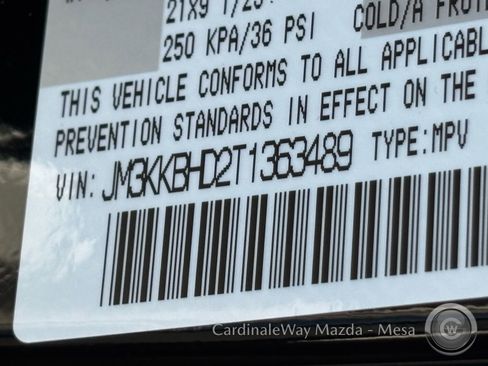 250 KPA/36 PSI
COLD/A
THIS VEHICLE CONFORMS TO ALL
PREVENTION STANDARDS IN EFFECT ON THE
VIN: JM3KKBHD2T1363489 TYPE:MPV
CardinaleWay Mazda - Mesa
CW